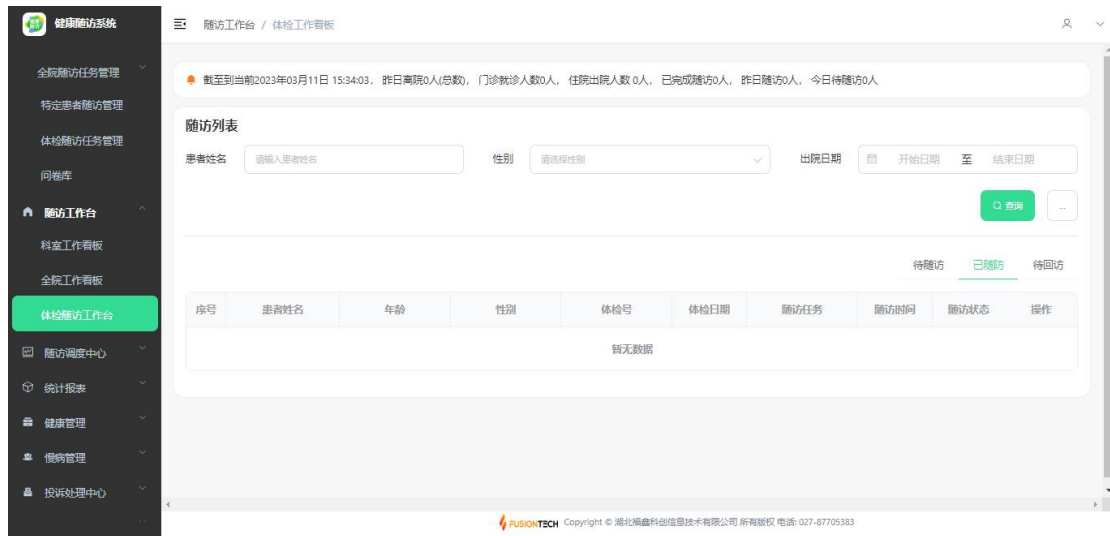 健康随访系统
随访工作台 / 体检工作看板
全院随访任务管理
特定患者随访管理
体检随访任务管理
问卷库
随访工作台
科室工作看板
全院工作看板
体检随访工作台
随访调度中心
统计报表
健康管理
慢病管理
投诉处理中心
截至到当前2023年03月11日 15:34:03， 昨日离院0人(总数)， 门诊就诊人数0人， 住院出院人数 0人， 已完成随访0人， 昨日随访0人， 今日待随访0人
随访列表
患者姓名 请输入患者姓名 性别 请选择性别 出院日期 开始日期 至 结束日期
查询 ...
待随访 已随防 待回访
序号 患者姓名 年龄 性别 体检号 体检日期 随访任务 随访时间 随访状态 操作
暂无数据
FUSIONTECH Copyright © 湖北福鑫科创信息技术有限公司 所有版权 电话: 027-87705383